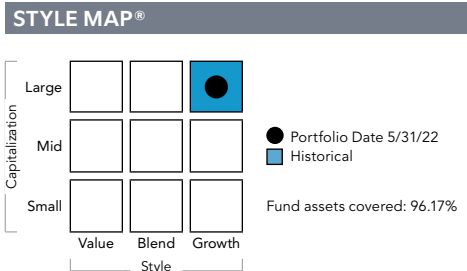 STYLE MAP®
Large
Mid
Small
Capitalization
Value Blend Growth
Style
Portfolio Date 5/31/22
Historical
Fund assets covered: 96.17%